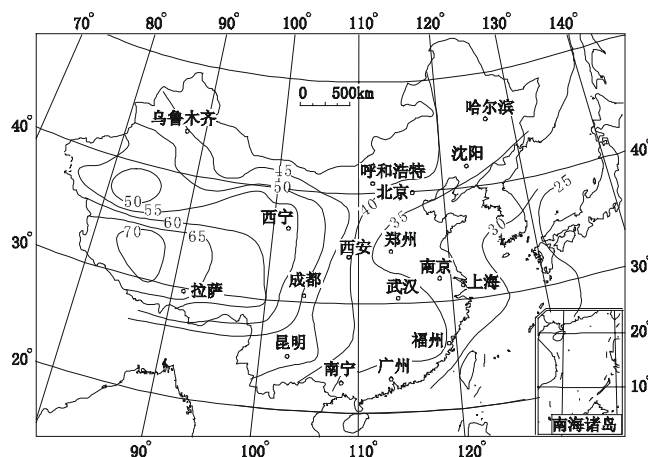 70° 80° 90° 100° 110° 120° 130° 140°
0 500km
哈尔滨
乌鲁木齐
40°
沈阳
40°
呼和浩特
45
北京
50
25
50
40
35
55
西宁
60
30
70
65
西安
郑州
30°
南京
30°
拉萨
成都
武汉
上海
昆明
福州
20°
20°
南宁
广州
10°
南海诸岛
90° 100° 110° 120°